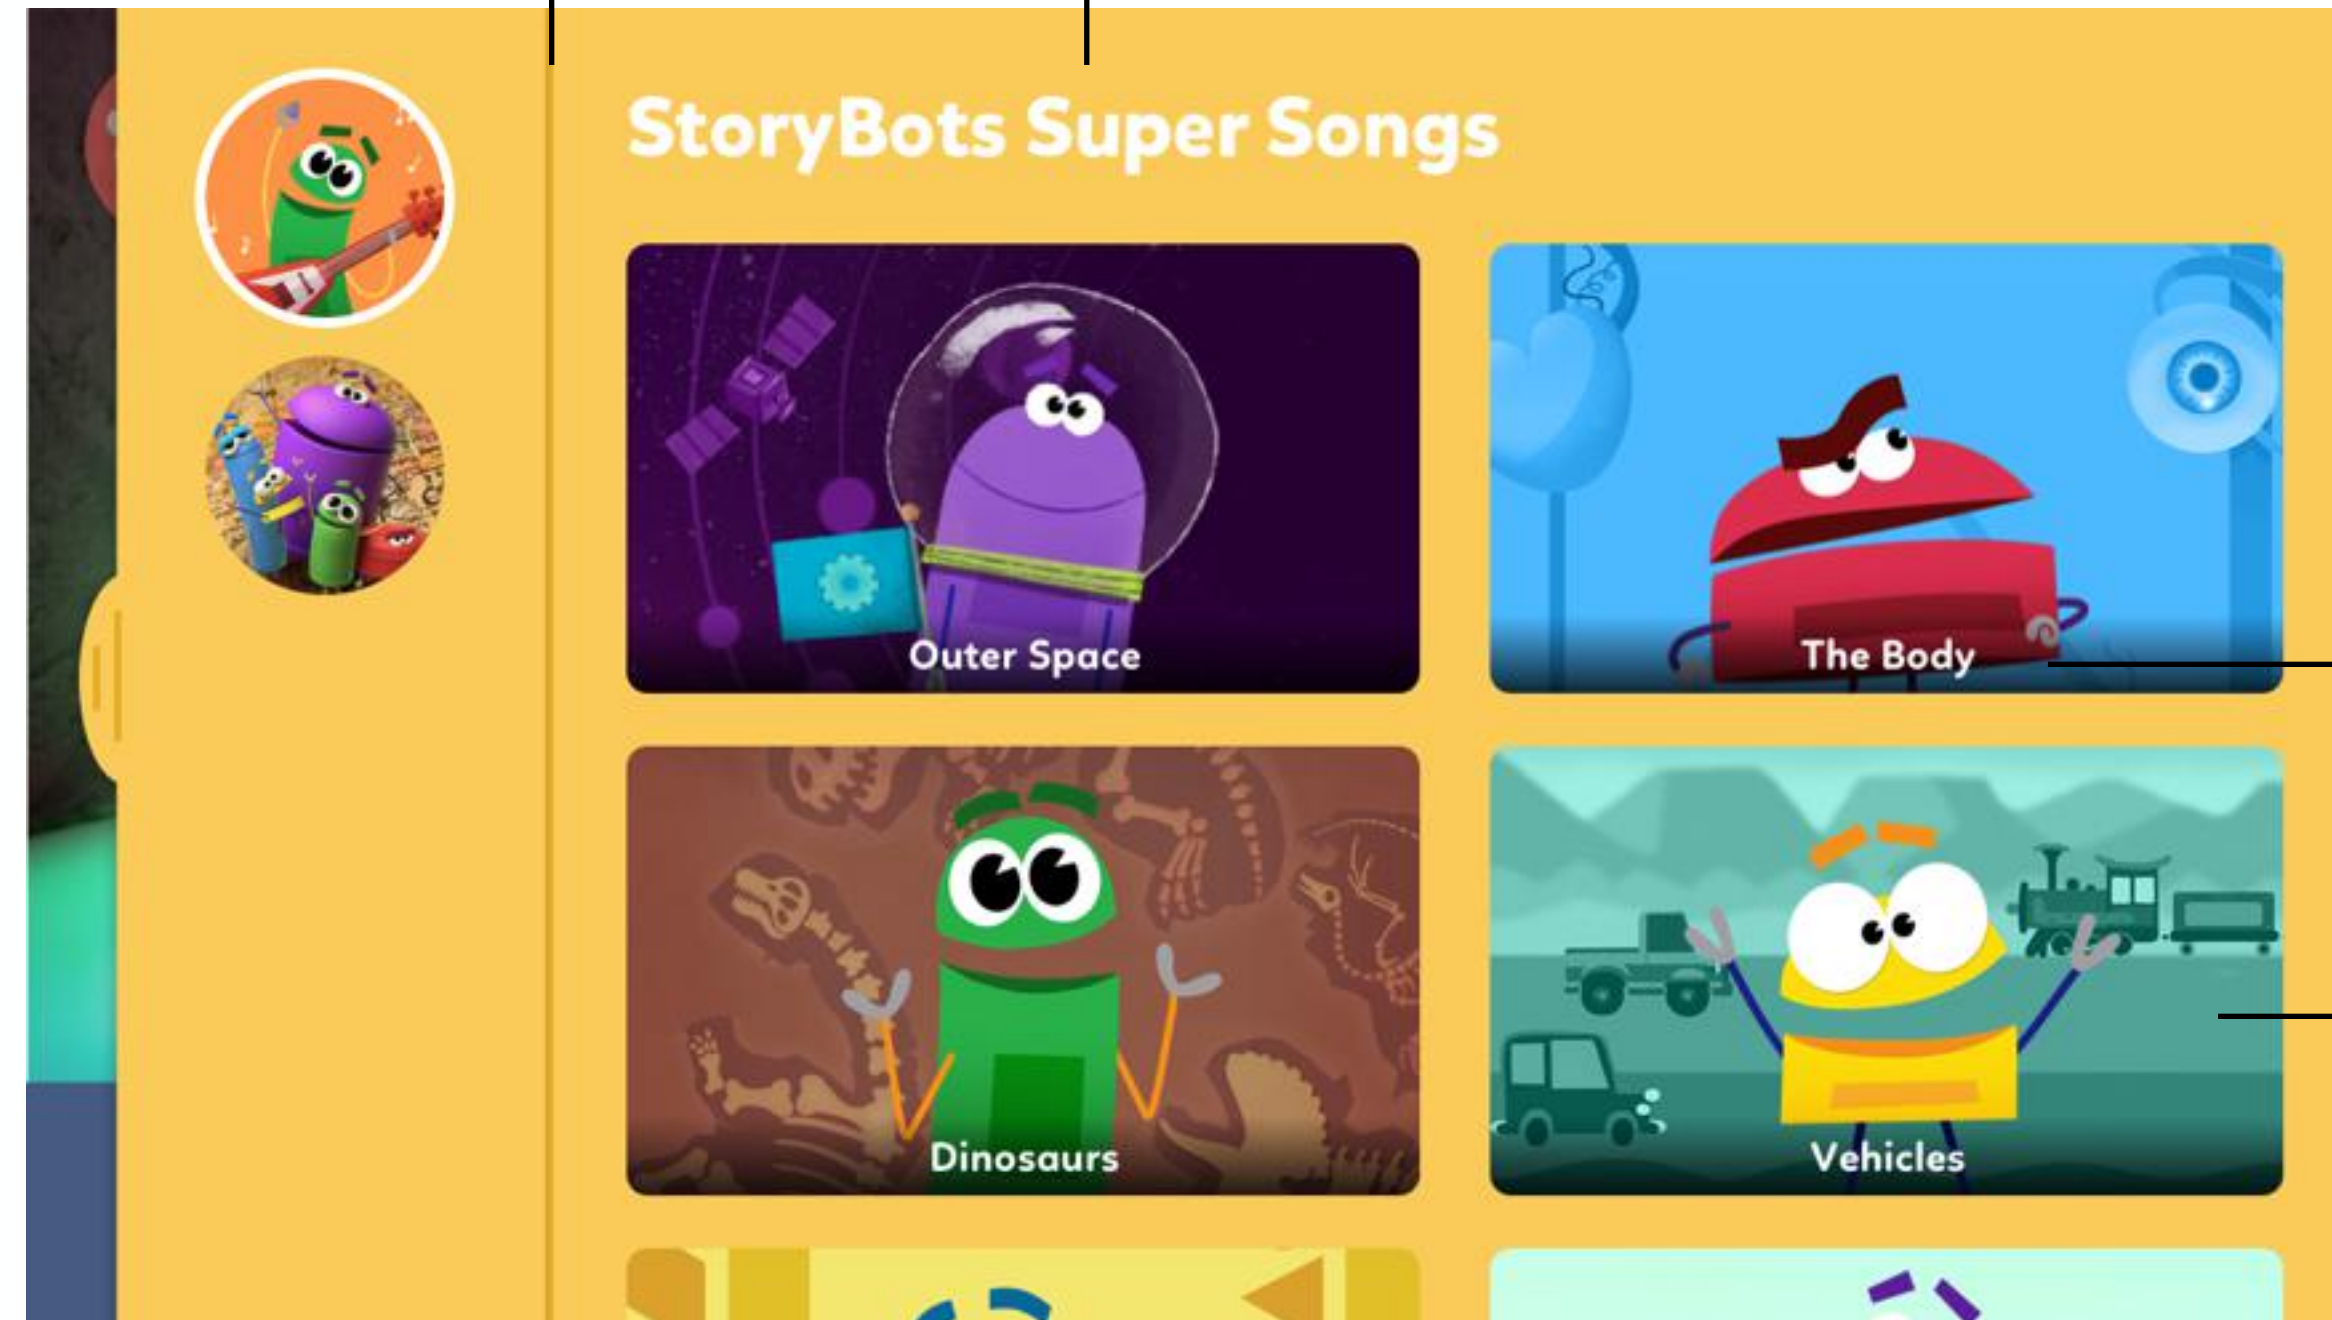 StoryBots Super Songs
Outer Space
The Body
Dinosaurs
Vehicles